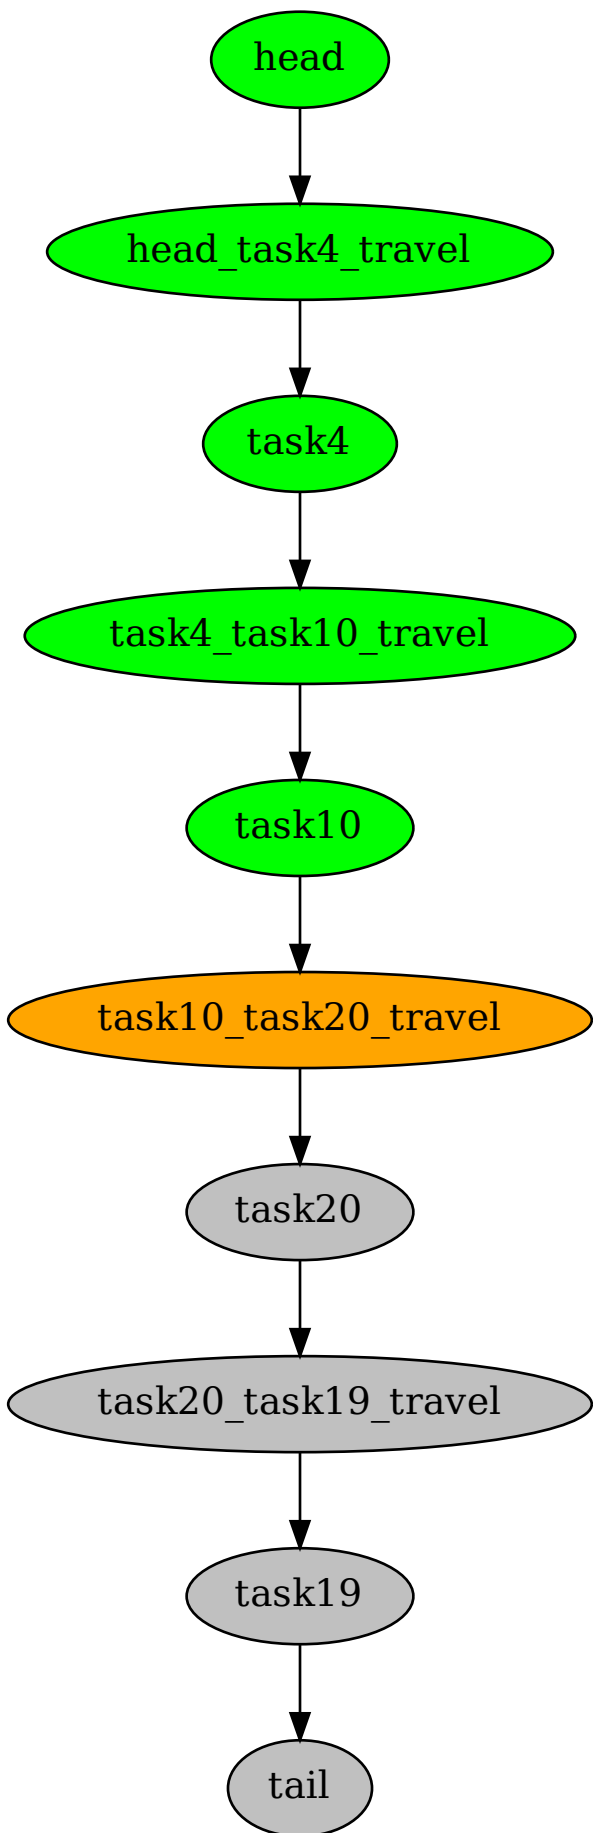 head
head_task4_travel
task4
task4_task10_travel
task10
task10_task20_travel
task20
task20_task19_travel
task19
tail